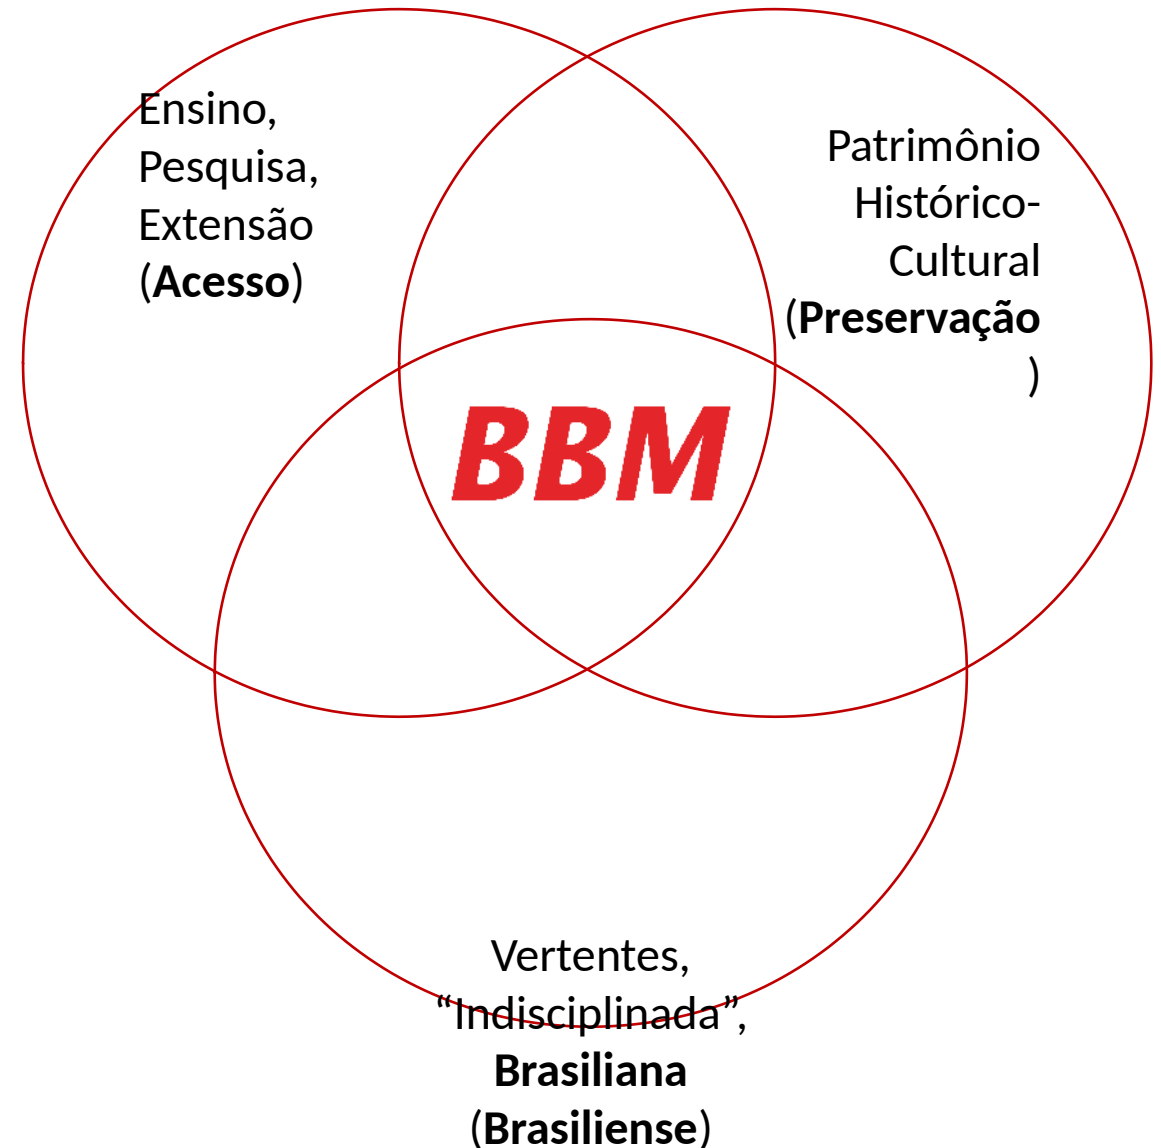 Ensino,
Pesquisa,
Extensão
(Acesso)
Patrimônio
Histórico-
Cultural
(Preservação
)
BBM
Vertentes,
“Indisciplinada”,
Brasiliana
(Brasiliense)